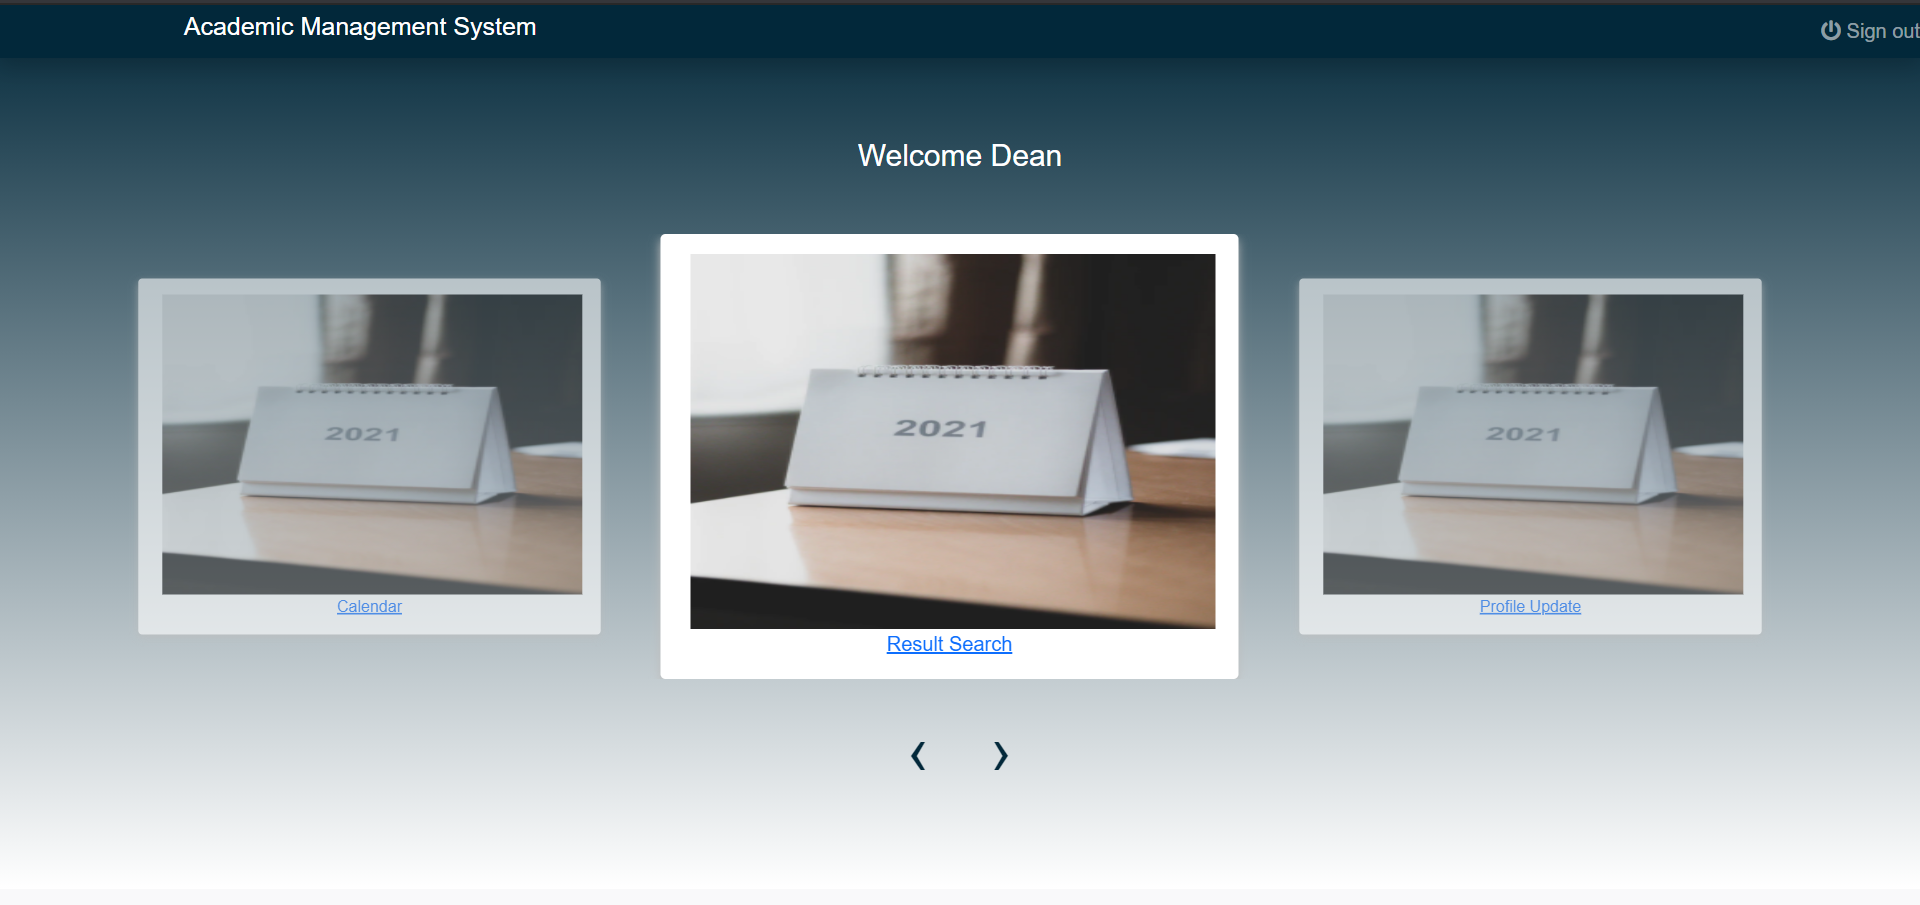 Academic Management System
Sign out
Welcome Dean
2021
Calendar
2021
Result Search
2021
Profile Update